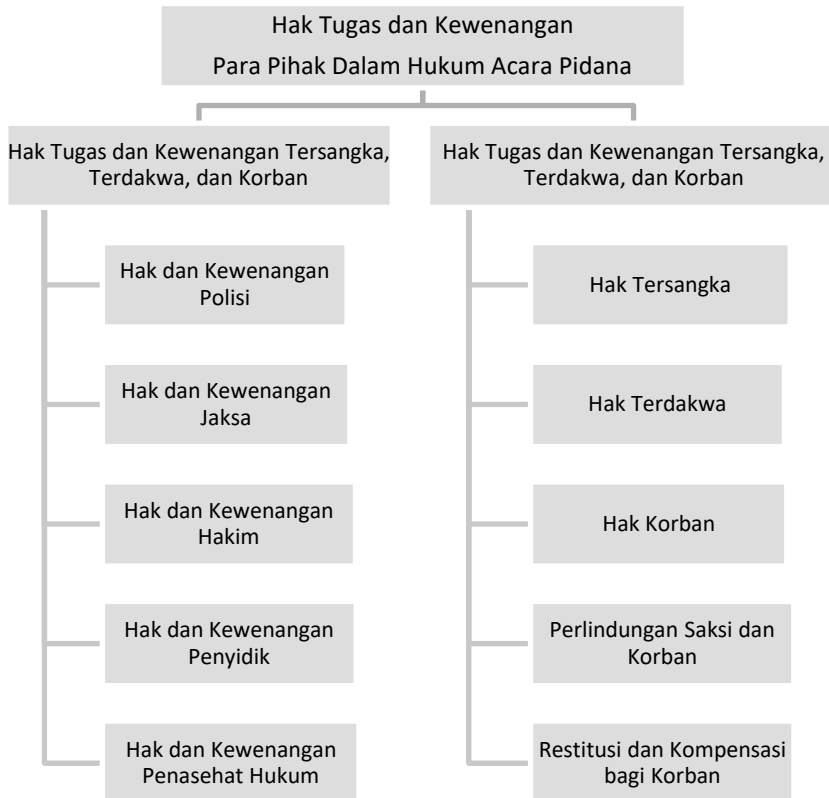 Hak Tugas dan Kewenangan
Para Pihak Dalam Hukum Acara Pidana
Hak Tugas dan Kewenangan Tersangka,
Terdakwa, dan Korban
Hak dan Kewenangan
Polisi
Hak dan Kewenangan
Jaksa
Hak dan Kewenangan
Hakim
Hak dan Kewenangan
Penyidik
Hak dan Kewenangan
Penasehat Hukum
Hak Tugas dan Kewenangan Tersangka,
Terdakwa, dan Korban
Hak Tersangka
Hak Terdakwa
Hak Korban
Perlindungan Saksi dan
Korban
Restitusi dan Kompensasi
bagi Korban